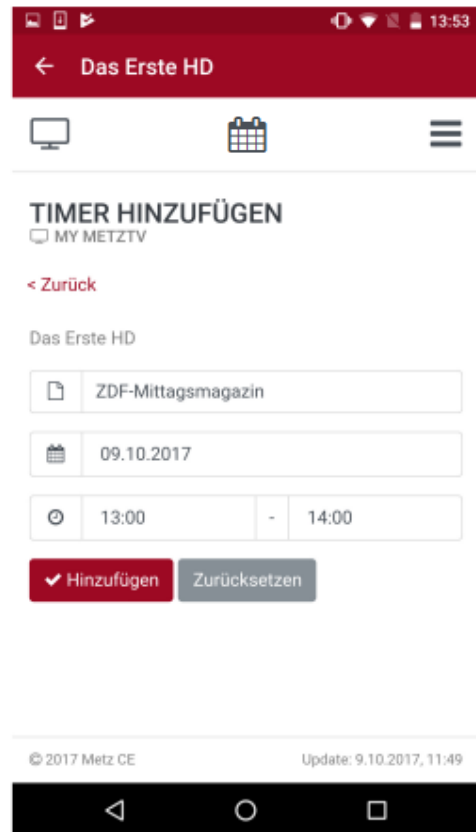 13:53
Das Erste HD
TIMER HINZUFÜGEN
MY METZTV
< Zurück
Das Erste HD
ZDF-Mittagsmagazin
09.10.2017
13:00 - 14:00
Hinzufügen Zurücksetzen
© 2017 Metz CE Update: 9.10.2017, 11:49